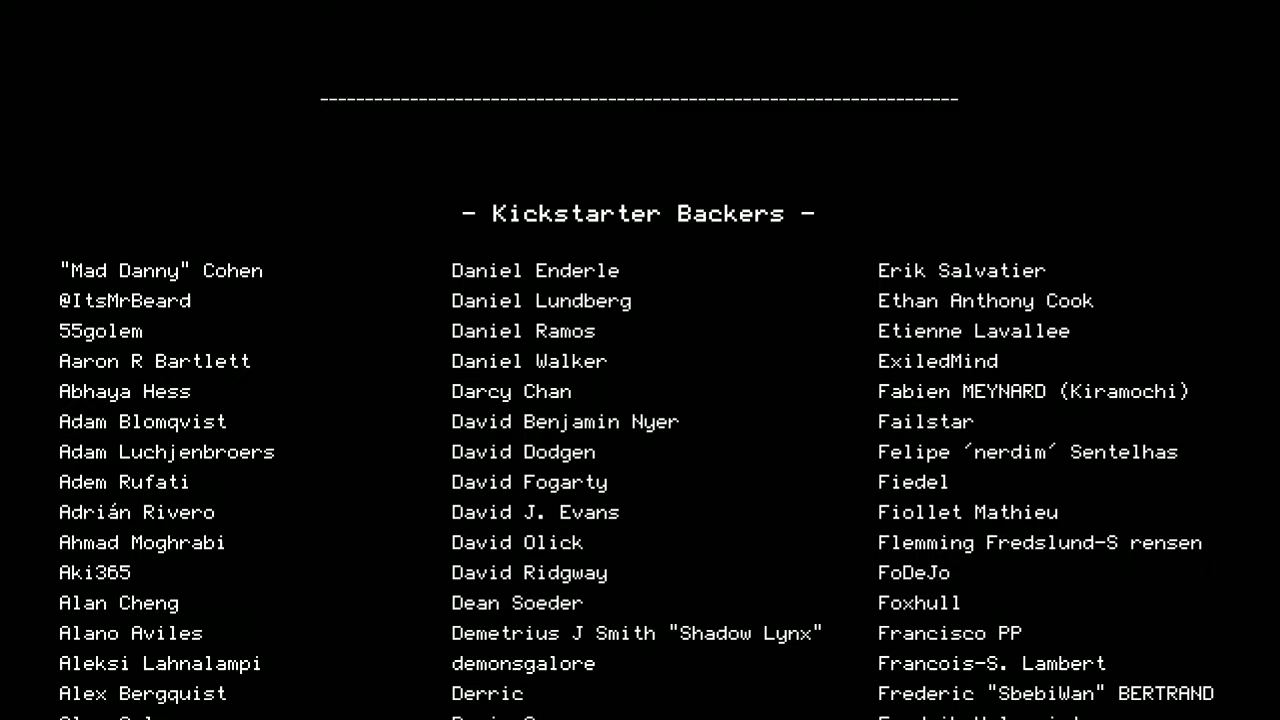 - Kickstarter Backers -
"Mad Danny" Cohen
@ItsMrBeard
55golem
Aaron R Bartlett
Abhaya Hess
Adam Blomqvist
Adam Luchjenbroers
Adem Rufati
Adrián Rivero
Ahmad Moghrabi
Aki365
Alan Cheng
Alano Aviles
Aleksi Lahnalampi
Alex Bergquist
Daniel Enderle
Daniel Lundberg
Daniel Ramos
Daniel Walker
Darcy Chan
David Benjamin Nyer
David Dodgen
David Fogarty
David J. Evans
David Olick
David Ridgway
Dean Soeder
Demetrius J Smith "Shadow Lynx"
demonsgalore
Derric
Erik Salvatier
Ethan Anthony Cook
Etienne Lavallee
ExiledMind
Fabien MEYNARD (Kiramochi)
Failstar
Felipe ´nerdim´ Sentelhas
Fiedel
Fiollet Mathieu
Flemming Fredslund-S rensen
FoDeJo
Foxhull
Francisco PP
Francois-S. Lambert
Frederic "SbebiWan" BERTRAND